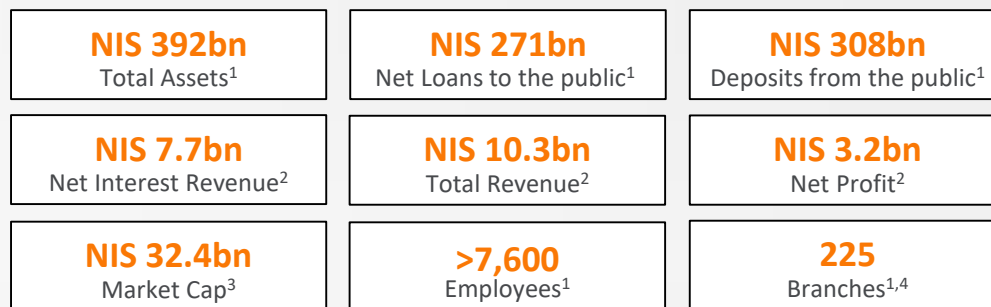 NIS 392bn
Total Assets1
NIS 271bn
Net Loans to the public1
NIS 308bn
Deposits from the public1
NIS 7.7bn
Net Interest Revenue2
NIS 10.3bn
Total Revenue2
NIS 3.2bn
Net Profit2
NIS 32.4bn
Market Cap3
>7,600
Employees1
225
Branches1,4